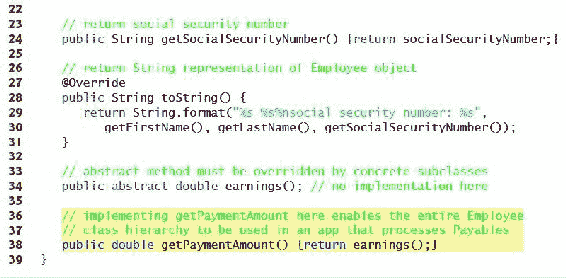 22
23 // return social security number
24 public String getSocialSecurityNumber() {return socialSecurityNumber;}
25
26 // return String representation of Employee object
27 @Override
28 public String toString() {
29 return String.format("%s %s%nsocial security number: %s",
30 getFirstName(), getLastName(), getSocialSecurityNumber());
31 }
32
33 // abstract method must be overridden by concrete subclasses
34 public abstract double earnings(); // no implementation here
35
36 // implementing getPaymentAmount here enables the entire Employee
37 // class hierarchy to be used in an app that processes Payables
38 public double getPaymentAmount() {return earnings();}
39 }